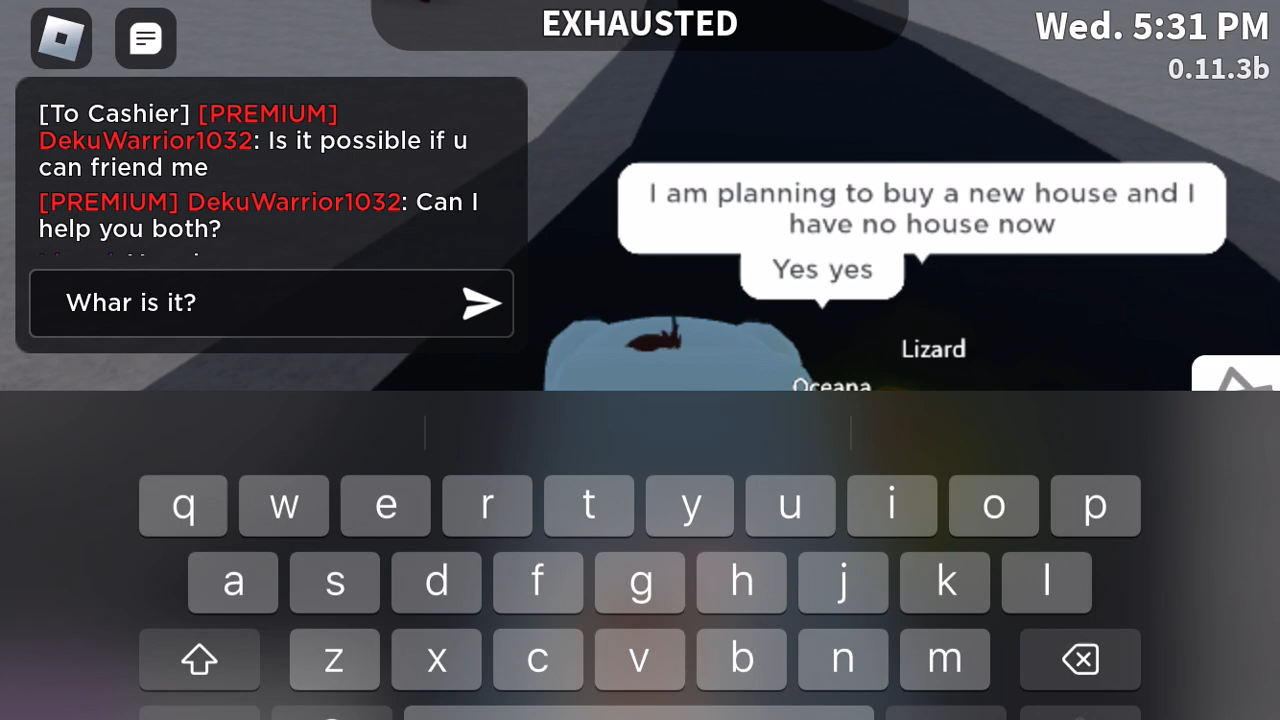 EXHAUSTED
Wed. 5:31 PM
0.11.3b
[To Cashier] [PREMIUM]
DekuWarrior1032: Is it possible if u
can friend me
[PREMIUM] DekuWarrior1032: Can I
help you both?
Whar is it?
I am planning to buy a new house and I
have no house now
Yes yes
Lizard
Oceana
q w e r t y u i o p
a s d f g h j k l
z x c v b n m